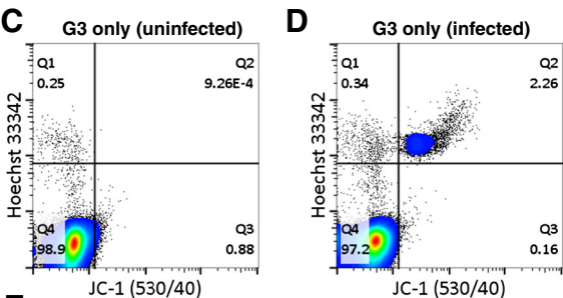 C
G3 only (uninfected)
Q1
0.25
Q2
9.26E-4
Hoechst 33342
Q4
98.9
Q3
0.88
JC-1 (530/40)
D
G3 only (infected)
Q1
0.34
Q2
2.26
Hoechst 33342
Q4
97.2
Q3
0.16
JC-1 (530/40)